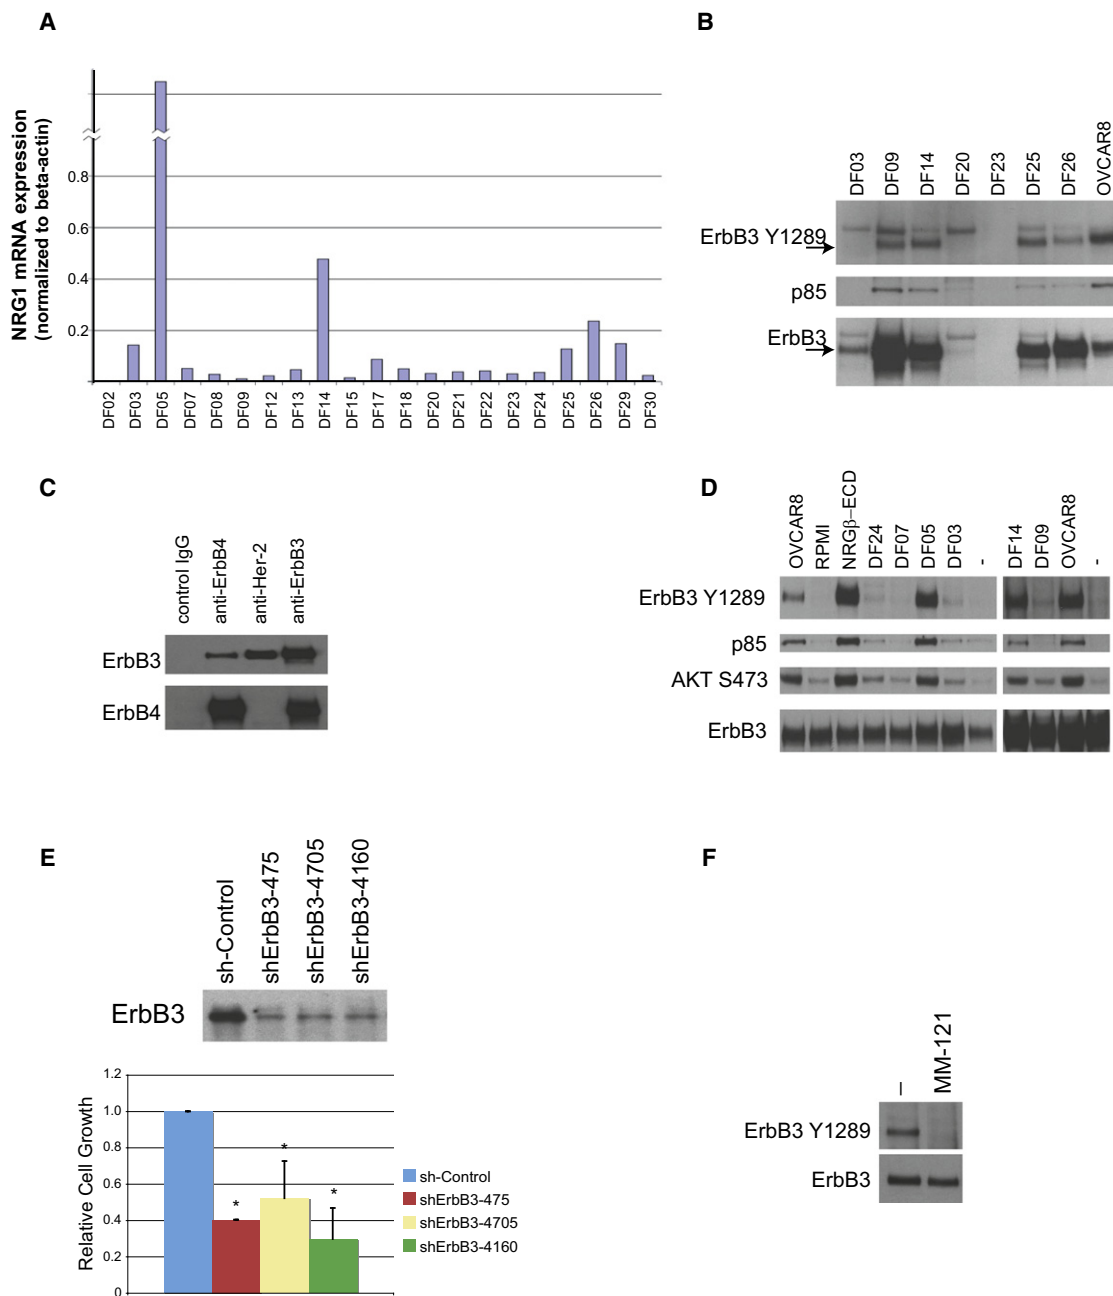 A
NRG1 mRNA expression
(normalized to beta-actin)
0.8
0.6
0.4
0.2
DF02 DF03 DF05 DF07 DF08 DF09 DF12 DF13 DF14 DF15 DF17 DF18 DF20 DF21 DF22 DF23 DF24 DF25 DF26 DF29 DF30
B
DF03 DF09 DF14 DF20 DF23 DF25 DF26 OVCAR8
ErbB3 Y1289
p85
ErbB3
C
control IgG anti-ErbB4 anti-Her-2 anti-ErbB3
ErbB3
ErbB4
D
OVCAR8 RPMI NRGβ–ECD DF24 DF07 DF05 DF03 - DF14 DF09 OVCAR8 -
ErbB3 Y1289
p85
AKT S473
ErbB3
E
sh-Control shErbB3-475 shErbB3-4705 shErbB3-4160
ErbB3
Relative Cell Growth
1.2
1.0
0.8
0.6
0.4
0.2
0
* * *
sh-Control
shErbB3-475
shErbB3-4705
shErbB3-4160
F
– MM-121
ErbB3 Y1289
ErbB3